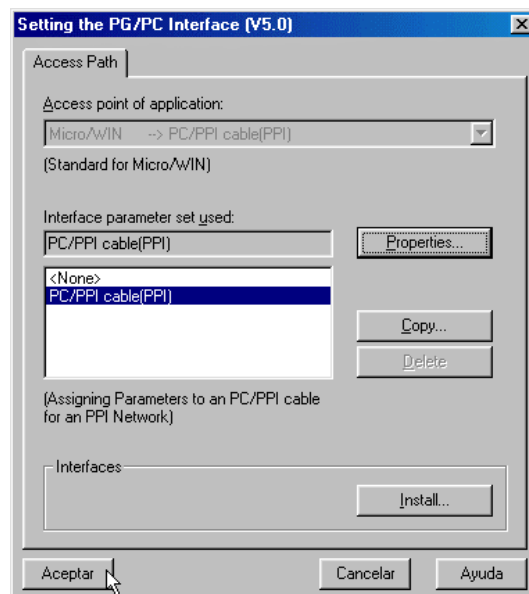 Setting the PG/PC Interface (V5.0)
Access Path
Access point of application:
Micro/WIN --> PC/PPI cable(PPI)
(Standard for Micro/WIN)
Interface parameter set used:
PC/PPI cable(PPI)
Properties...
<None>
PC/PPI cable(PPI)
Copy...
Delete
(Assigning Parameters to an PC/PPI cable
for an PPI Network)
Interfaces
Install...
Aceptar
Cancelar
Ayuda